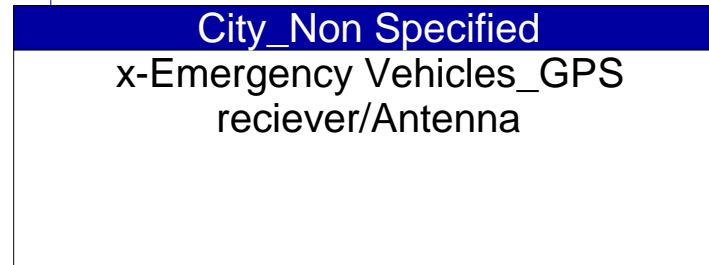 City_Non Specified
x-Emergency Vehicles_GPS
reciever/Antenna